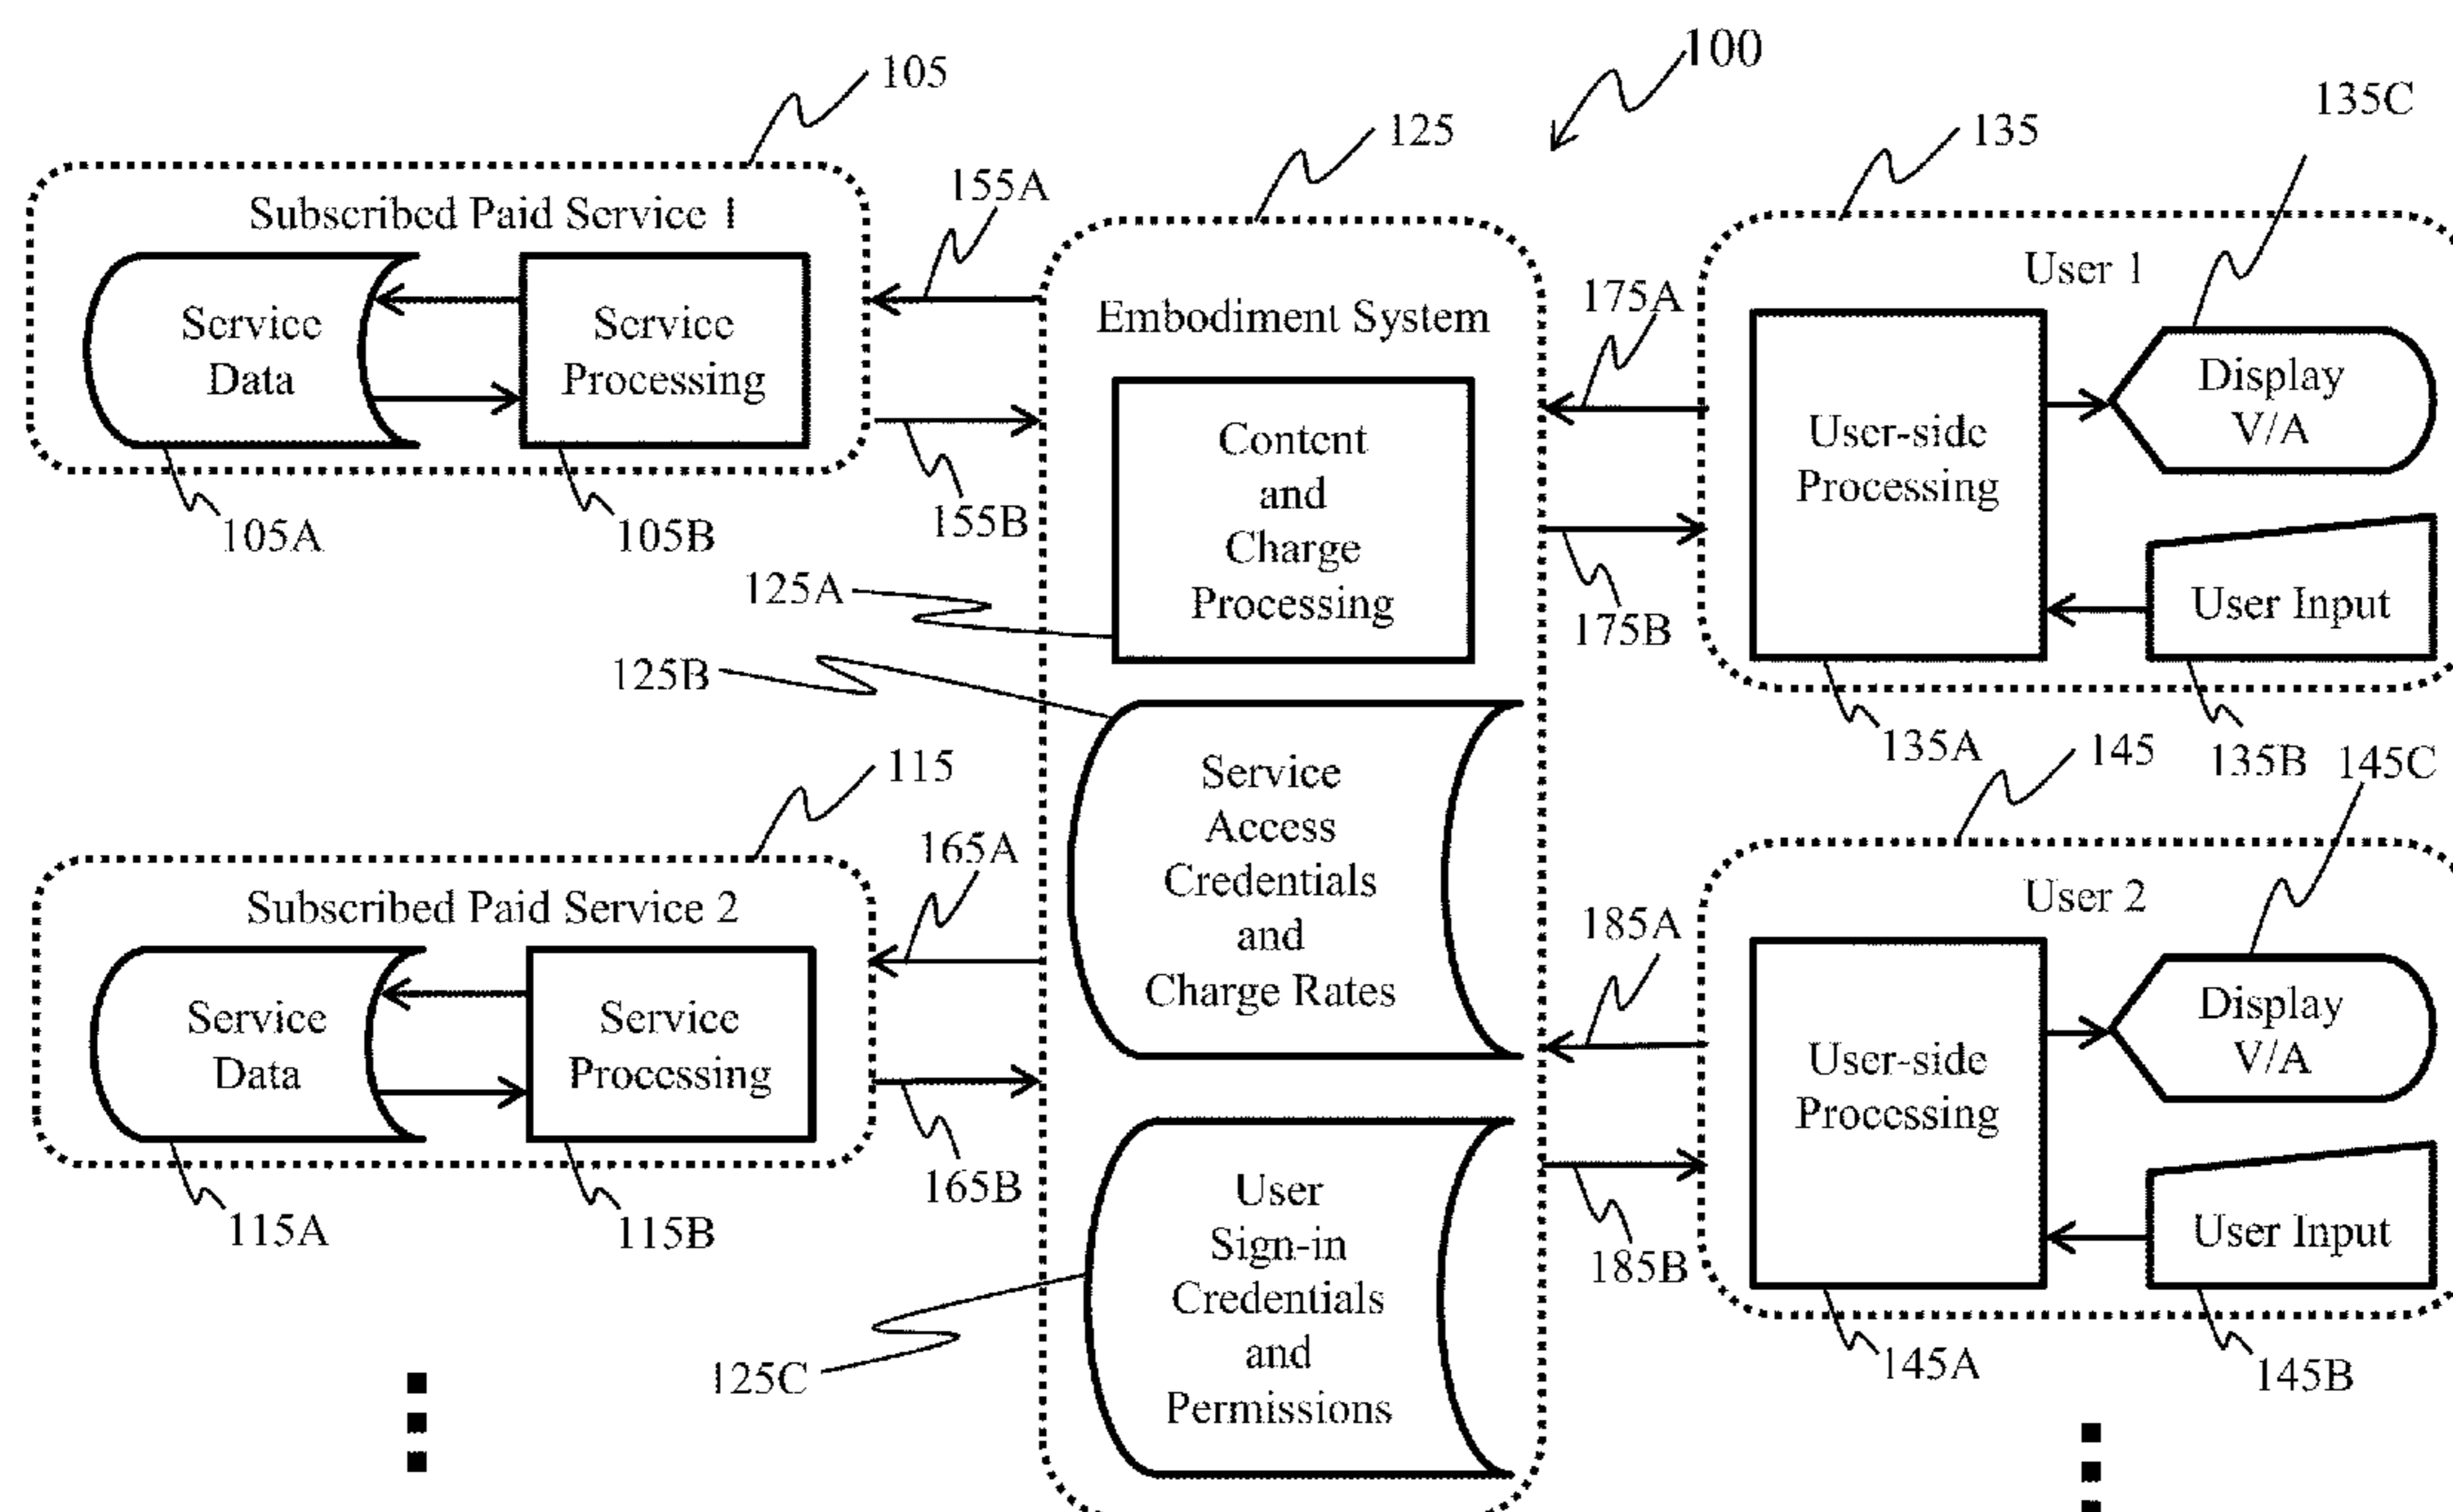 100
105
Subscribed Paid Service 1
Service
Data
Service
Processing
105A
105B
155A
155B
125
Embodiment System
Content
and
Charge
Processing
125A
125B
Service
Access
Credentials
and
Charge Rates
User
Sign-in
Credentials
and
Permissions
125C
115
Subscribed Paid Service 2
Service
Data
Service
Processing
115A
115B
165A
165B
135
135C
User 1
User-side
Processing
Display
V/A
User Input
135A
135B
175A
175B
145
145C
User 2
User-side
Processing
Display
V/A
User Input
145A
145B
185A
185B